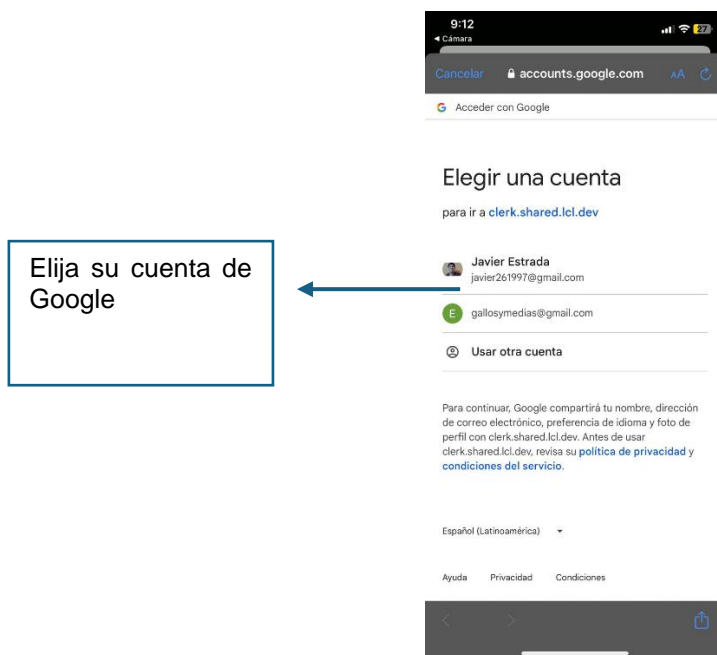 9:12
27
◀ Cámara
Cancelar
accounts.google.com
AA
G Acceder con Google
Elegir una cuenta
para ir a clerk.shared.lcl.dev
Elija su cuenta de
Google
Javier Estrada
javier261997@gmail.com
E
gallosymedias@gmail.com
Usar otra cuenta
Para continuar, Google compartirá tu nombre, dirección
de correo electrónico, preferencia de idioma y foto de
perfil con clerk.shared.lcl.dev. Antes de usar
clerk.shared.lcl.dev, revisa su política de privacidad y
condiciones del servicio.
Español (Latinoamérica)
Ayuda Privacidad Condiciones